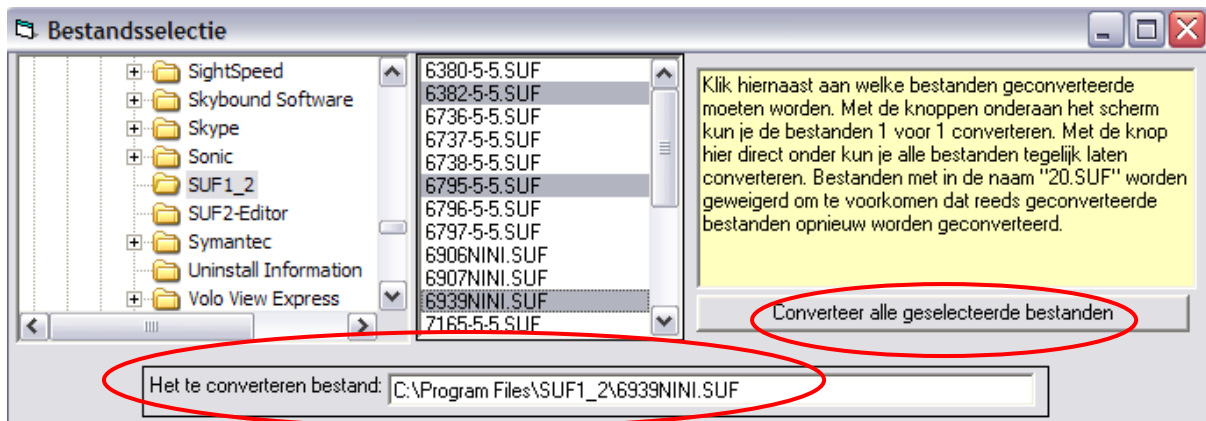 Bestandsselectie
SightSpeed
Skybound Software
Skype
Sonic
SUF1_2
SUF2-Editor
Symantec
Uninstall Information
Volo View Express
6380-5-5.SUF
6382-5-5.SUF
6736-5-5.SUF
6737-5-5.SUF
6738-5-5.SUF
6795-5-5.SUF
6796-5-5.SUF
6797-5-5.SUF
6906NINI.SUF
6907NINI.SUF
6939NINI.SUF
7165-5-5.SUF
Klik hiernaast aan welke bestanden geconverteerde
moeten worden. Met de knoppen onderaan het scherm
kun je de bestanden 1 voor 1 converteren. Met de knop
hier direct onder kun je alle bestanden tegelijk laten
converteren. Bestanden met in de naam "20.SUF" worden
geweigerd om te voorkomen dat reeds geconverteerde
bestanden opnieuw worden geconverteerd.
Converteer alle geselecteerde bestanden
Het te converteren bestand: C:\Program Files\SUF1_2\6939NINI.SUF